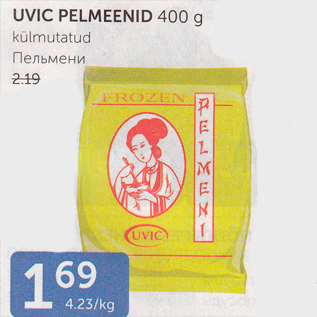 UVIC PELMEENID 400 g
külmutatud
Пельмени
2.19
FROZEN
PELMENI
UVIC
1 69
4.23/kg